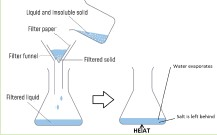 Liquid and insoluble solid
Filter paper
Filter funnel
Filtered solid
Filtered liquid
Water evaporates
Salt is left behind
HEAT